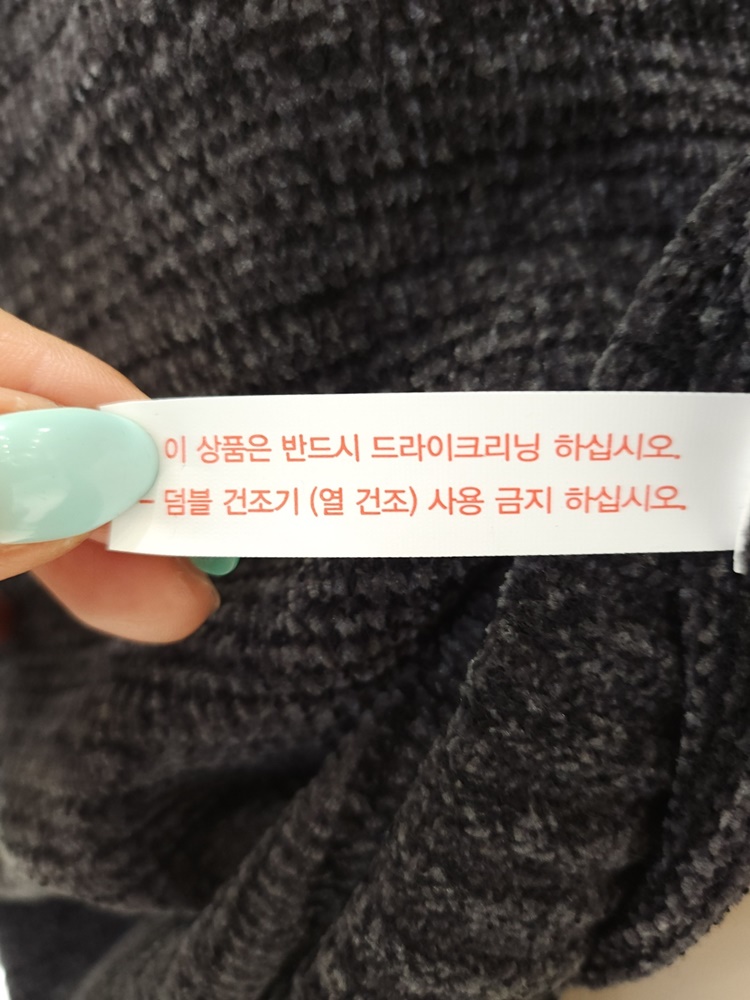 이 상품은 반드시 드라이크리닝 하십시오.
- 덤블 건조기 (열 건조) 사용 금지 하십시오.